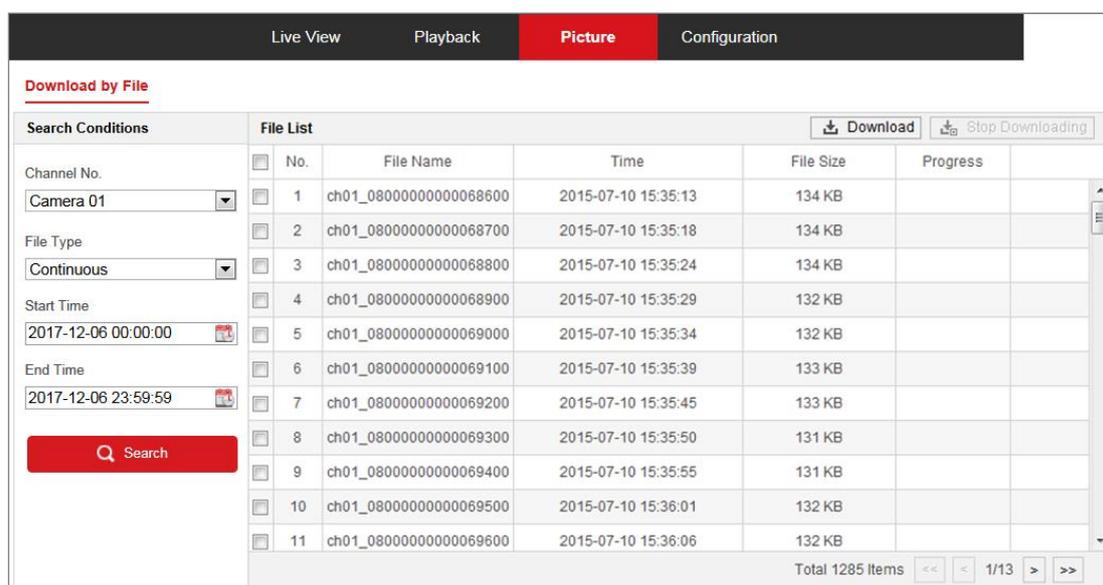 Live View Playback Picture Configuration
Download by File
Search Conditions
Channel No.
Camera 01
File Type
Continuous
Start Time
2017-12-06 00:00:00
End Time
2017-12-06 23:59:59
Search
File List Download Stop Downloading
No. File Name Time File Size Progress
1 ch01_08000000000068600 2015-07-10 15:35:13 134 KB
2 ch01_08000000000068700 2015-07-10 15:35:18 134 KB
3 ch01_08000000000068800 2015-07-10 15:35:24 134 KB
4 ch01_08000000000068900 2015-07-10 15:35:29 132 KB
5 ch01_08000000000069000 2015-07-10 15:35:34 132 KB
6 ch01_08000000000069100 2015-07-10 15:35:39 133 KB
7 ch01_08000000000069200 2015-07-10 15:35:45 133 KB
8 ch01_08000000000069300 2015-07-10 15:35:50 131 KB
9 ch01_08000000000069400 2015-07-10 15:35:55 131 KB
10 ch01_08000000000069500 2015-07-10 15:36:01 132 KB
11 ch01_08000000000069600 2015-07-10 15:36:06 132 KB
Total 1285 Items << < 1/13 > >>